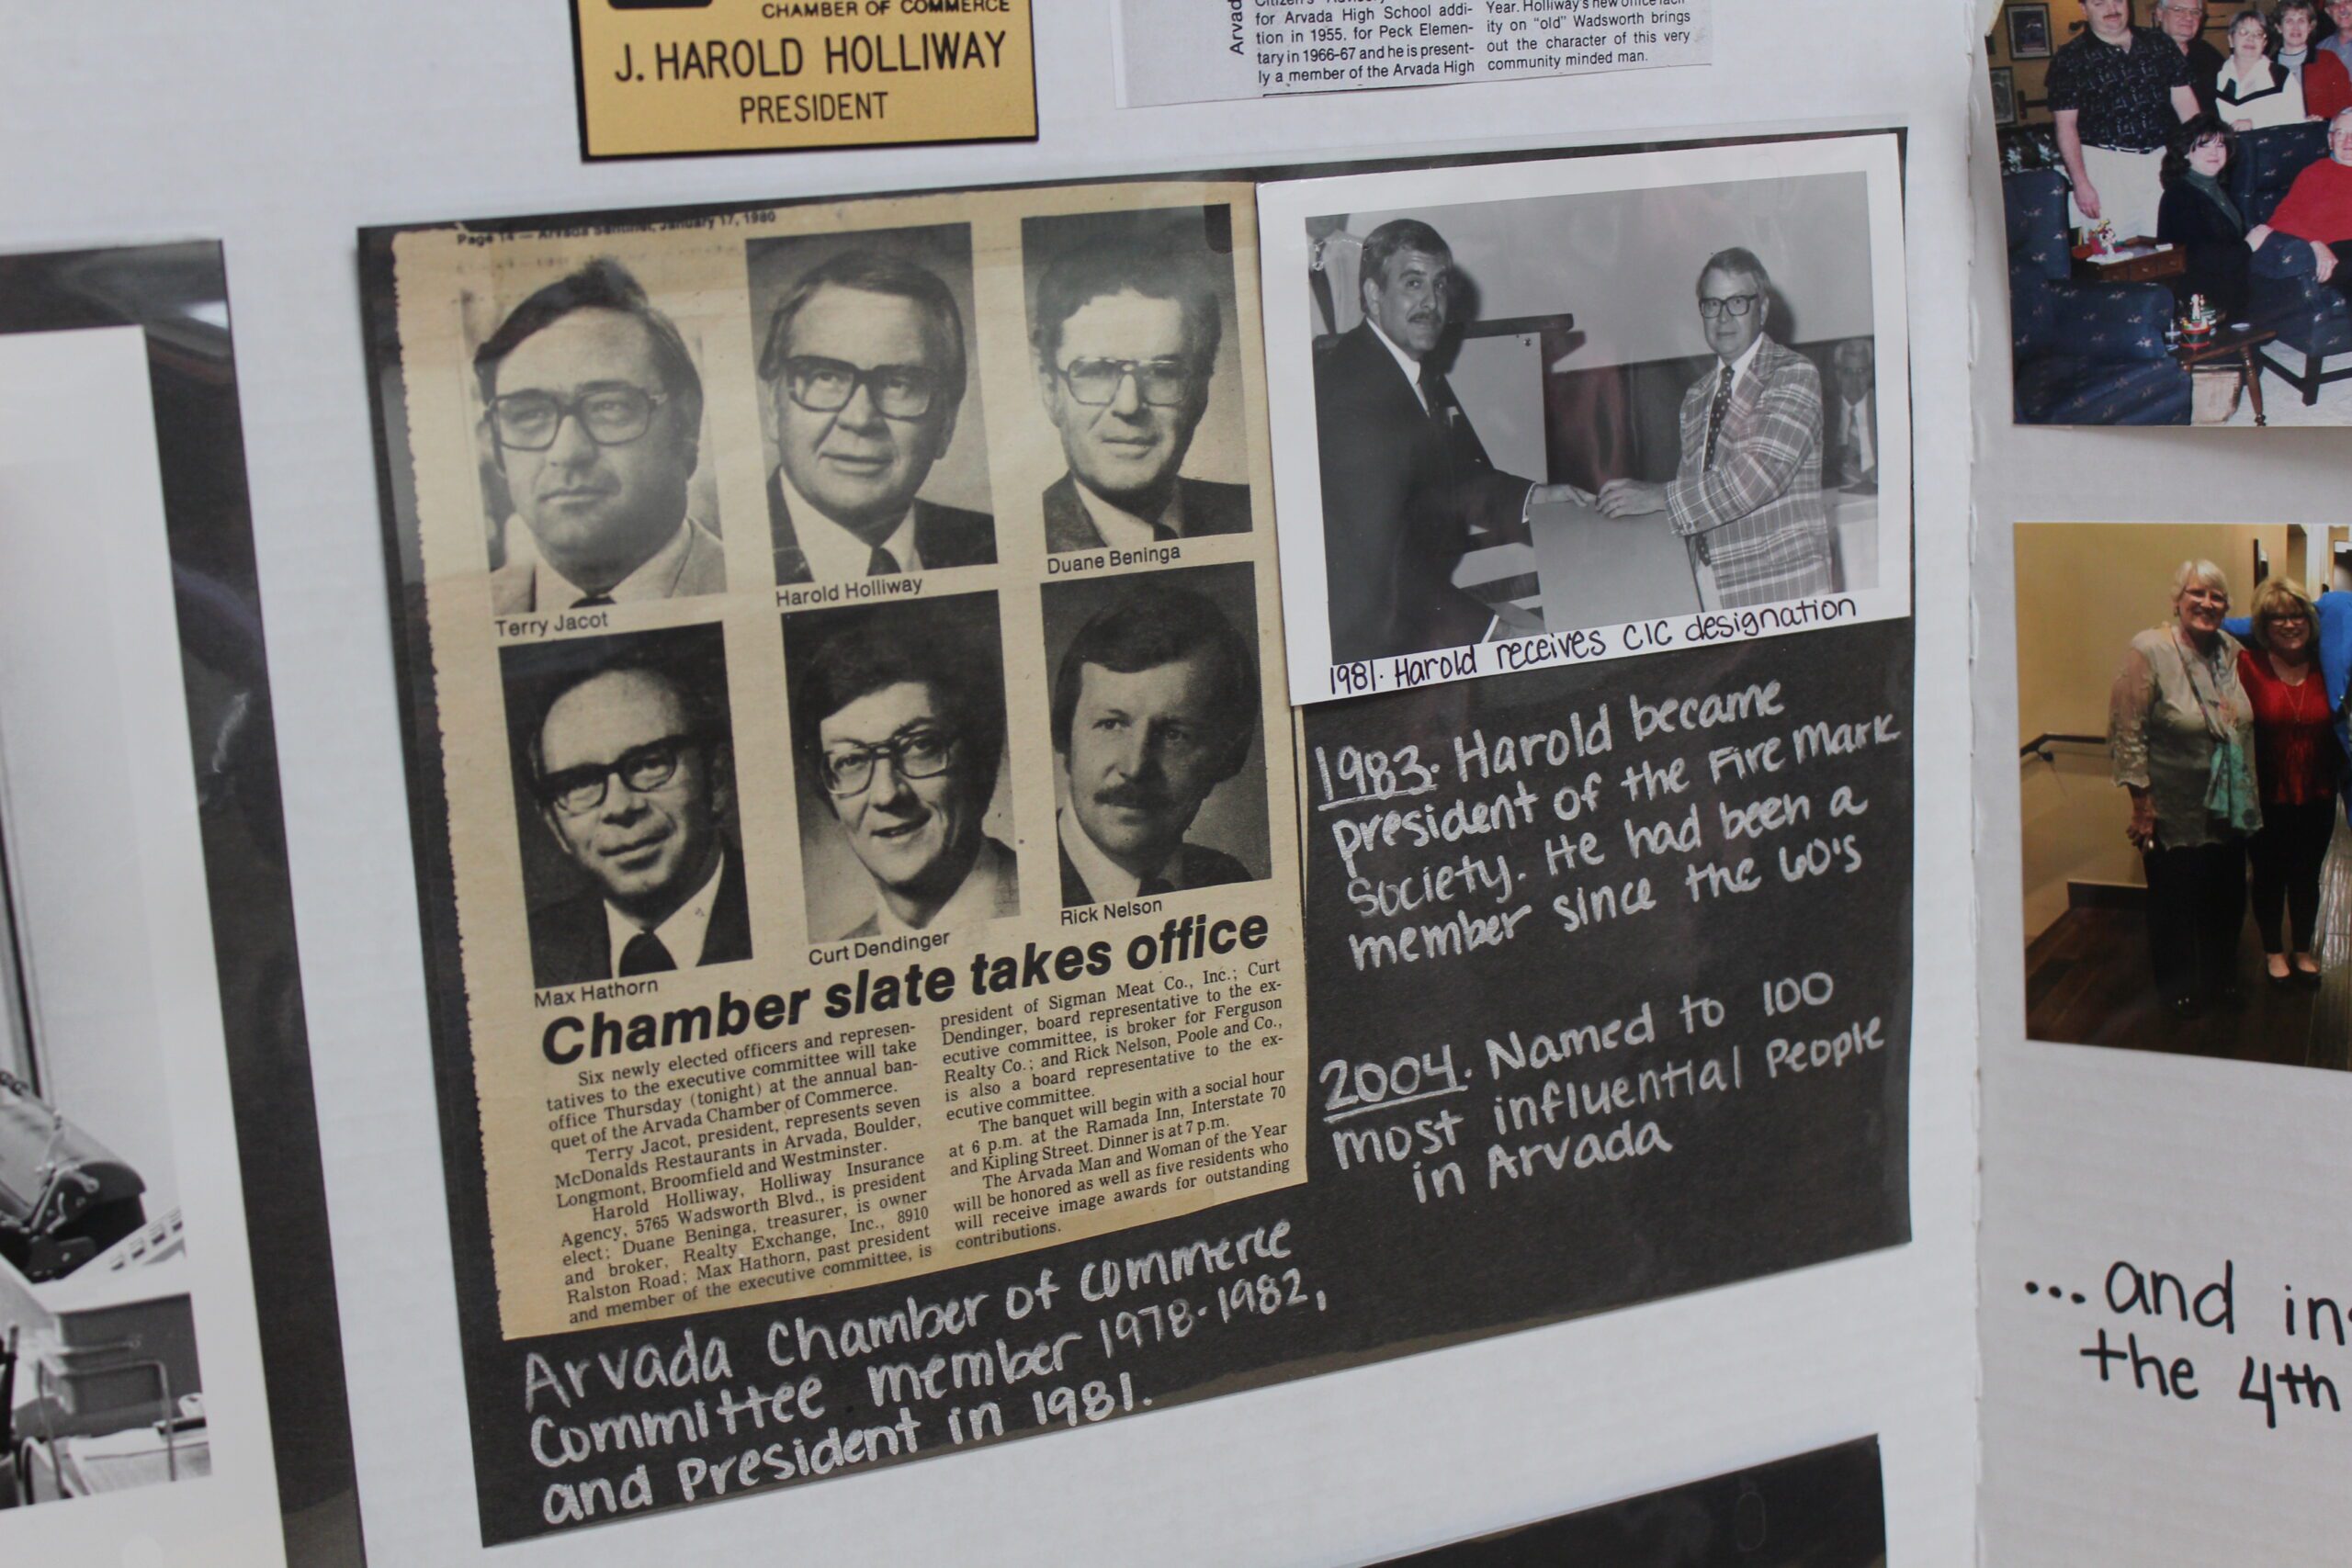 CHAMBER OF COMMERCE
J. HAROLD HOLLIWAY
PRESIDENT
Arvad
for Arvada High School addi-
tion in 1955, for Peck Elemen-
tary in 1966-67 and he is present-
ly a member of the Arvada High
Year. Holliway's new office facil-
ity on "old" Wadsworth brings
out the character of this very
community minded man.
Page 14 — Arvada Sentinel, January 17, 1980
Terry Jacot
Harold Holliway
Duane Beninga
Max Hathorn
Curt Dendinger
Rick Nelson
Chamber slate takes office
Six newly elected officers and represen-
tatives to the executive committee will take
office Thursday (tonight) at the annual ban-
quet of the Arvada Chamber of Commerce.
Terry Jacot, president, represents seven
McDonalds Restaurants in Arvada, Boulder,
Longmont, Broomfield and Westminster.
Harold Holliway, Holliway Insurance
Agency, 5765 Wadsworth Blvd., is president
elect; Duane Beninga, treasurer, is owner
and broker, Realty Exchange, Inc., 8910
Ralston Road; Max Hathorn, past president
and member of the executive committee, is
president of Sigman Meat Co., Inc.; Curt
Dendinger, board representative to the ex-
ecutive committee, is broker for Ferguson
Realty Co.; and Rick Nelson, Poole and Co.,
is also a board representative to the ex-
ecutive committee.
The banquet will begin with a social hour
at 6 p.m. at the Ramada Inn, Interstate 70
and Kipling Street. Dinner is at 7 p.m.
The Arvada Man and Woman of the Year
will be honored as well as five residents who
will receive image awards for outstanding
contributions.
1981. Harold receives CIC designation
1983. Harold became
president of the Fire Mark
Society. He had been a
member since the 60's
2004. Named to 100
most influential People
in Arvada
Arvada Chamber of Commerce
Committee member 1978-1982,
and President in 1981.
...and in
the 4th